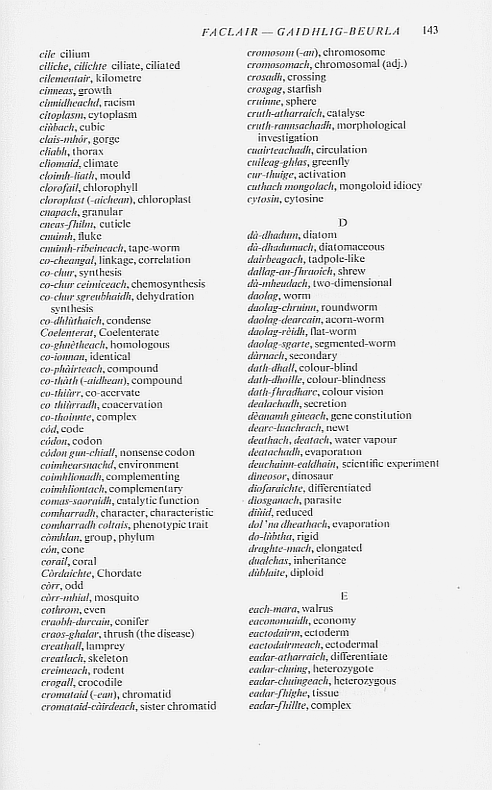 FACLAIR — GAIDHLIG-BEURLA 143
cile cilium
ciliche, cilichte ciliate, ciliated
cilemeatair, kilometre
cinneas, growth
cinnidheachd, racism
citoplasm, cytoplasm
ciùbach, cubic
clais-mhór, gorge
cliabh, thorax
cliomaid, climate
cloimh-liath, mould
clorofail, chlorophyll
cloroplast (-aichean), chloroplast
cnapach, granular
cneas-fhilm, cuticle
cnuimh, fluke
cnuimh-ribeineach, tape-worm
co-cheangal, linkage, correlation
co-chur, synthesis
co-chur ceimiceach, chemosynthesis
co-chur sgreubhaidh, dehydration
synthesis
co-dhlùthaich, condense
Coelenterat, Coelenterate
co-ghnètheach, homologous
co-ionnan, identical
co-phàirteach, compound
co-thàth (-aidhean), compound
co-thiùrr, co-acervate
co-thiùrradh, coacervation
co-thoinnte, complex
còd, code
còdon, codon
còdon gun-chiall, nonsense codon
coimhearsnachd, environment
coimhlionadh, complementing
coimhliontach, complementary
comas-saoraidh, catalytic function
comharradh, character, characteristic
comharradh coltais, phenotypic trait
còmhlan, group, phylum
còn, cone
corail, coral
Còrdaichte, Chordate
còrr, odd
còrr-mhial, mosquito
cothrom, even
craobh-durcain, conifer
craos-ghalar, thrush (the disease)
creathall, lamprey
creatlach, skeleton
creimeach, rodent
crogall, crocodile
cromataid (-ean), chromatid
cromataid-càirdeach, sister chromatid
cromosom (-an), chromosome
cromosomach, chromosomal (adj.)
crosadh, crossing
crosgag, starfish
cruinne, sphere
cruth-atharraich, catalyse
cruth-rannsachadh, morphological
investigation
cuairteachadh, circulation
cuileag-ghlas, greenfly
cur-thuige, activation
cuthach mongolach, mongoloid idiocy
cytosin, cytosine
D
dà-dhadum, diatom
dà-dhadumach, diatomaceous
dairbeagach, tadpole-like
dallag-an-fhraoich, shrew
dà-mheudach, two-dimensional
daolag, worm
daolag-chruinn, roundworm
daolag-dearcain, acorn-worm
daolag-rèidh, flat-worm
daolag-sgarte, segmented-worm
dàrnach, secondary
dath-dhall, colour-blind
dath-dhoille, colour-blindness
dath-fhradharc, colour vision
dealachadh, secretion
dèanamh gineach, gene constitution
dearc-luachrach, newt
deathach, deatach, water vapour
deatachadh, evaporation
deuchainn-ealdhain, scientific experiment
dineosor, dinosaur
diofaraichte, differentiated
diosganach, parasite
diùid, reduced
dol 'na dheathach, evaporation
do-lùbtha, rigid
draghte-mach, elongated
dualchas, inheritance
dùblaite, diploid
E
each-mara, walrus
eaconomaidh, economy
eactodairm, ectoderm
eactodairmeach, ectodermal
eadar-atharraich, differentiate
eadar-chuing, heterozygote
eadar-chuingeach, heterozygous
eadar-fhighe, tissue
eadar-fhillte, complex